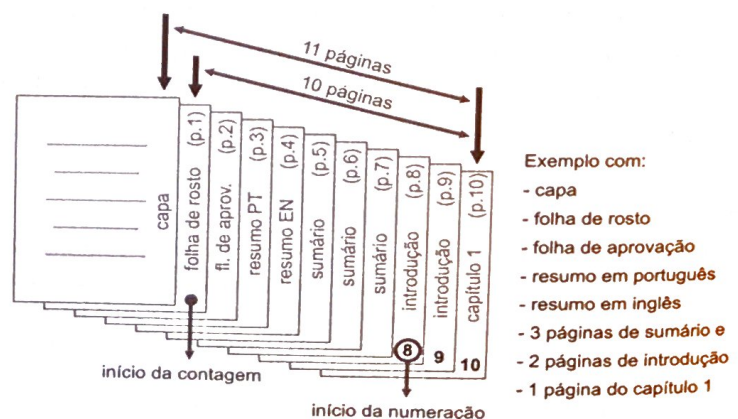 11 páginas
10 páginas
capa
folha de rosto (p.1)
fl. de aprov. (p.2)
resumo PT (p.3)
resumo EN (p.4)
sumário (p.5)
sumário (p.6)
sumário (p.7)
introdução (p.8)
introdução (p.9)
capítulo 1 (p.10)
8
9
10
início da contagem
início da numeração
Exemplo com:
- capa
- folha de rosto
- folha de aprovação
- resumo em português
- resumo em inglês
- 3 páginas de sumário e
- 2 páginas de introdução
- 1 página do capítulo 1